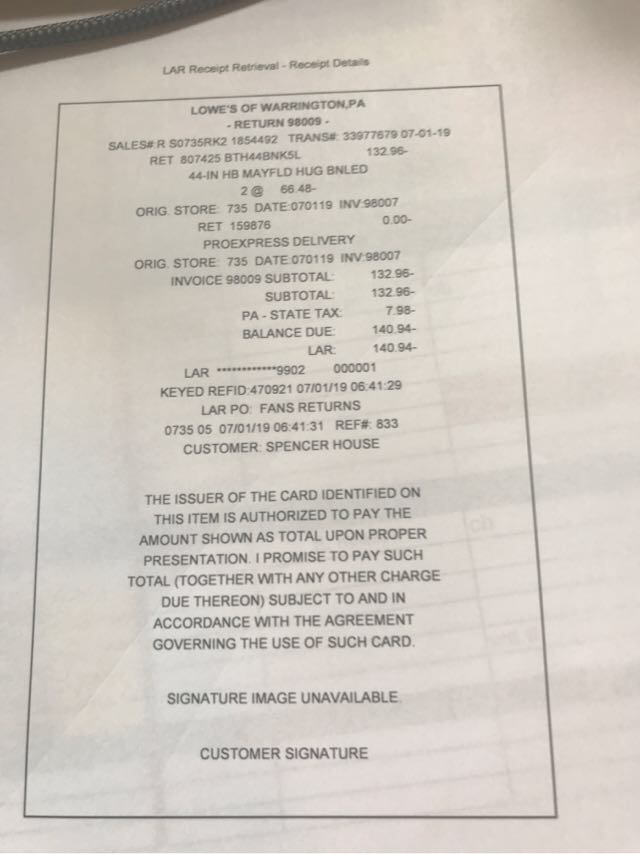 LAR Receipt Retrieval - Receipt Details
LOWE'S OF WARRINGTON,PA
- RETURN 98009 -
SALES#:R S0735RK2 1854492 TRANS#: 33977679 07-01-19
RET 807425 BTH44BNK5L 132.96-
44-IN HB MAYFLD HUG BNLED
2 @ 66.48-
ORIG. STORE: 735 DATE:070119 INV:98007
RET 159876 0.00-
PROEXPRESS DELIVERY
ORIG. STORE: 735 DATE:070119 INV:98007
INVOICE 98009 SUBTOTAL: 132.96-
SUBTOTAL: 132.96-
PA - STATE TAX: 7.98-
BALANCE DUE: 140.94-
LAR: 140.94-
LAR ************9902 000001
KEYED REFID:470921 07/01/19 06:41:29
LAR PO: FANS RETURNS
0735 05 07/01/19 06:41:31 REF#: 833
CUSTOMER: SPENCER HOUSE
THE ISSUER OF THE CARD IDENTIFIED ON
THIS ITEM IS AUTHORIZED TO PAY THE
AMOUNT SHOWN AS TOTAL UPON PROPER
PRESENTATION. I PROMISE TO PAY SUCH
TOTAL (TOGETHER WITH ANY OTHER CHARGE
DUE THEREON) SUBJECT TO AND IN
ACCORDANCE WITH THE AGREEMENT
GOVERNING THE USE OF SUCH CARD.
SIGNATURE IMAGE UNAVAILABLE.
CUSTOMER SIGNATURE